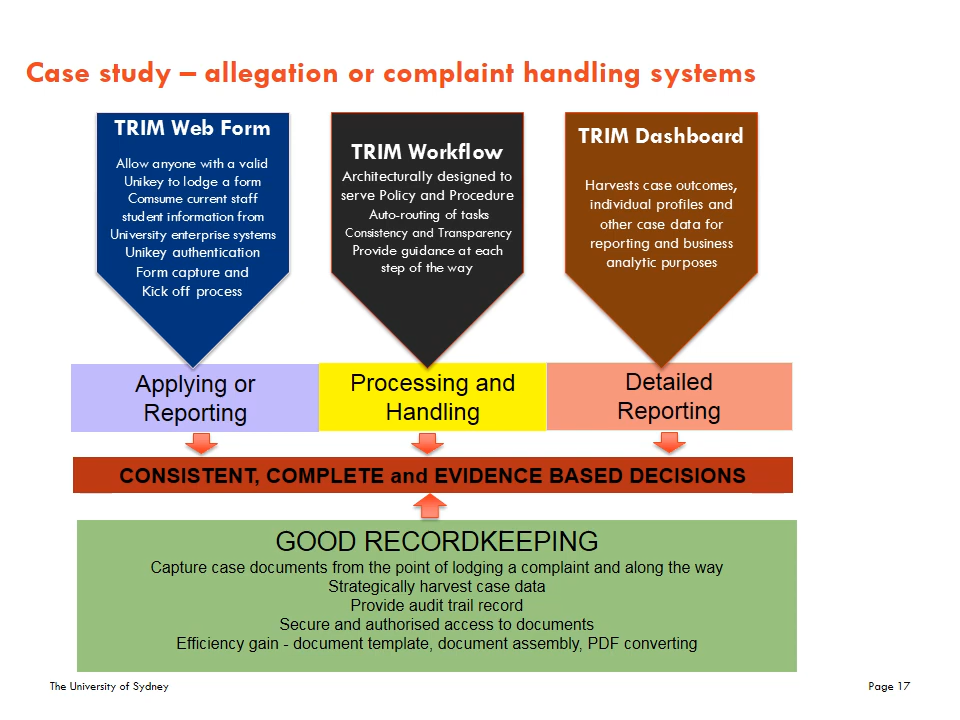 Case study – allegation or complaint handling systems
TRIM Web Form
Allow anyone with a valid
Unikey to lodge a form
Comsume current staff
student information from
University enterprise systems
Unikey authentication
Form capture and
Kick off process
TRIM Workflow
Architecturally designed to
serve Policy and Procedure
Auto-routing of tasks
Consistency and Transparency
Provide guidance at each
step of the way
TRIM Dashboard
Harvests case outcomes,
individual profiles and
other case data for
reporting and business
analytic purposes
Applying or
Reporting
Processing and
Handling
Detailed
Reporting
CONSISTENT, COMPLETE and EVIDENCE BASED DECISIONS
GOOD RECORDKEEPING
Capture case documents from the point of lodging a complaint and along the way
Strategically harvest case data
Provide audit trail record
Secure and authorised access to documents
Efficiency gain - document template, document assembly, PDF converting
The University of Sydney
Page 17